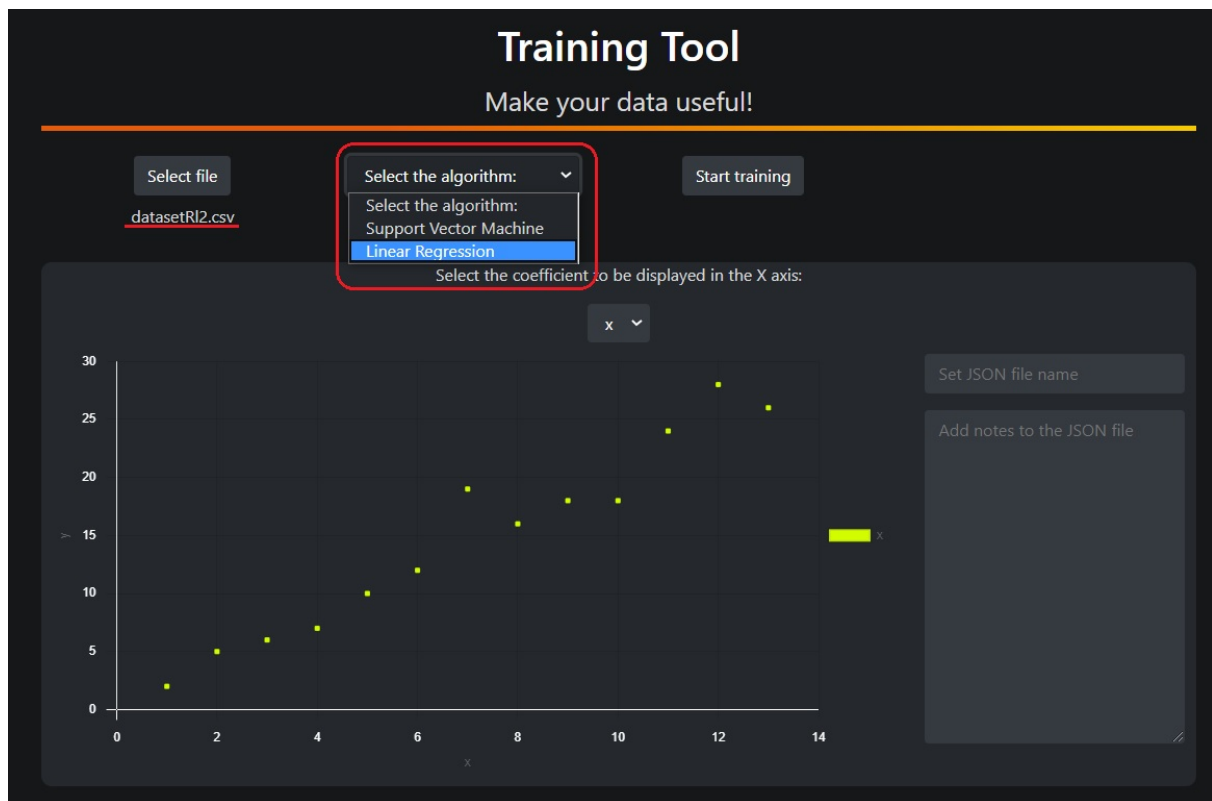 Training Tool
Make your data useful!
Select file
Select the algorithm:
Start training
datasetRl2.csv
Select the algorithm:
Support Vector Machine
Linear Regression
Select the coefficient to be displayed in the X axis:
x
30
25
20
15
10
5
0
y
0 2 4 6 8 10 12 14
x
x
Set JSON file name
Add notes to the JSON file